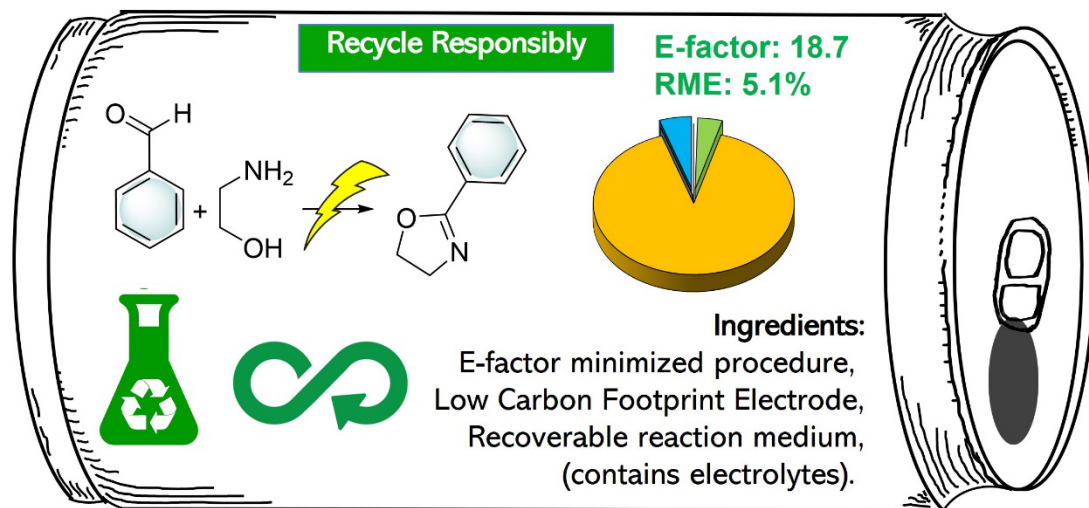 Recycle Responsibly
E-factor: 18.7
RME: 5.1%
O
H
NH₂
+
OH
O
N
Ingredients:
E-factor minimized procedure,
Low Carbon Footprint Electrode,
Recoverable reaction medium,
(contains electrolytes).